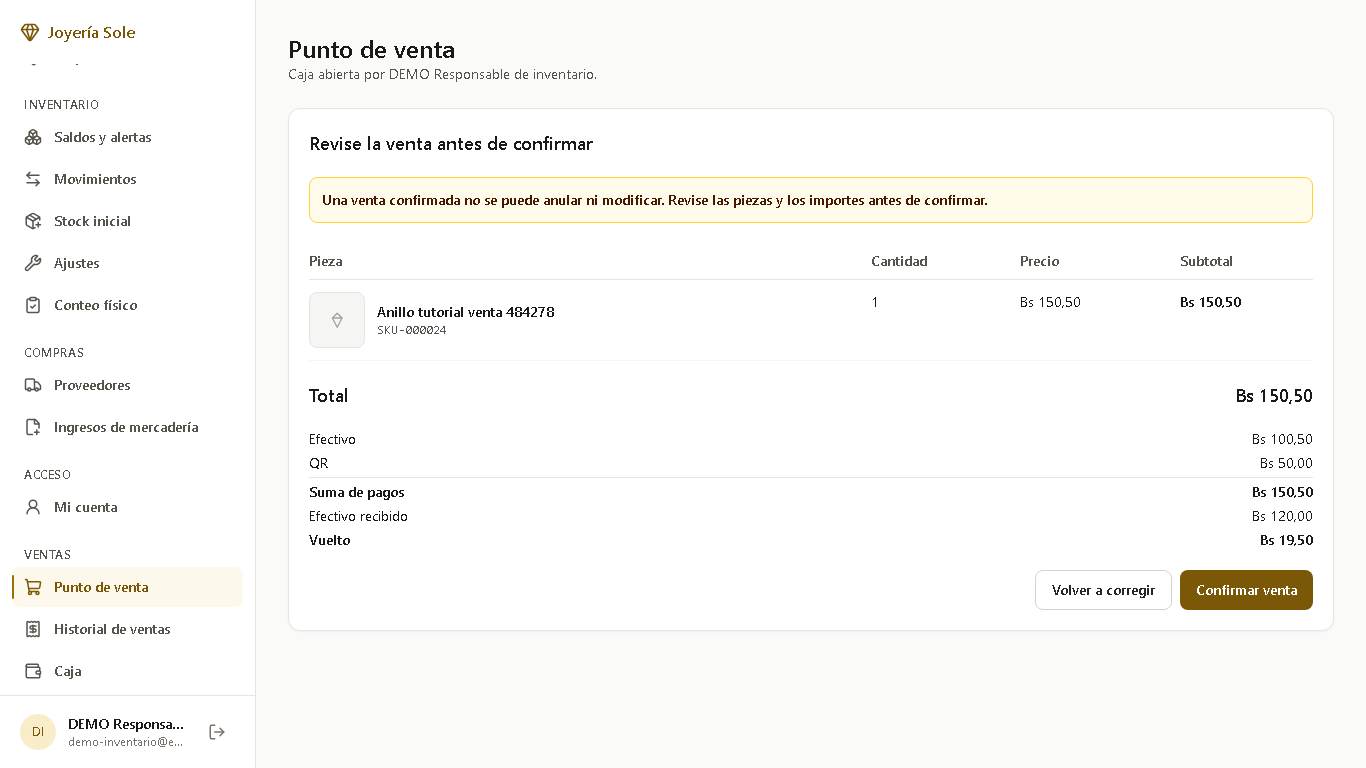 Joyería Sole
INVENTARIO
Saldos y alertas
Movimientos
Stock inicial
Ajustes
Conteo físico
COMPRAS
Proveedores
Ingresos de mercadería
ACCESO
Mi cuenta
VENTAS
Punto de venta
Historial de ventas
Caja
DI
DEMO Responsa...
demo-inventario@e...
Punto de venta
Caja abierta por DEMO Responsable de inventario.
Revise la venta antes de confirmar
Una venta confirmada no se puede anular ni modificar. Revise las piezas y los importes antes de confirmar.
Pieza Cantidad Precio Subtotal
Anillo tutorial venta 484278 1 Bs 150,50 Bs 150,50
SKU-000024
Total Bs 150,50
Efectivo Bs 100,50
QR Bs 50,00
Suma de pagos Bs 150,50
Efectivo recibido Bs 120,00
Vuelto Bs 19,50
Volver a corregir Confirmar venta